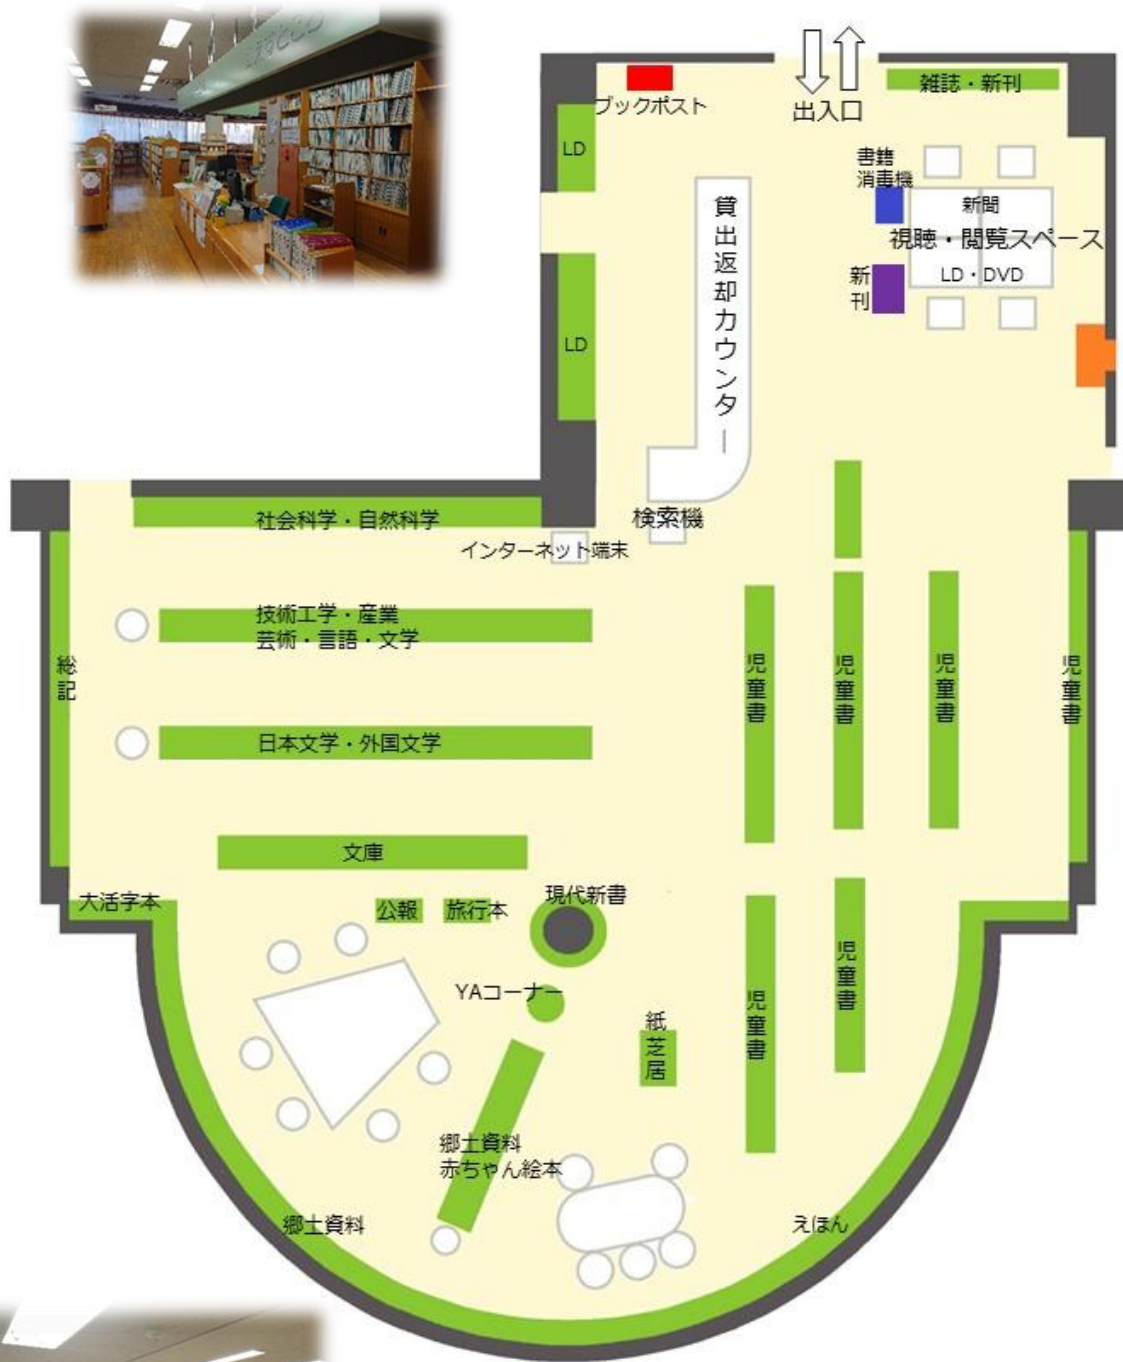 ブックポスト
出入口
雑誌・新刊
LD
書籍
消毒機
新聞
視聴・閲覧スペース
LD・DVD
新刊
貸出返却カウンター
LD
検索機
社会科学・自然科学
インターネット端末
技術工学・産業
芸術・言語・文学
総記
児童書
児童書
児童書
児童書
日本文学・外国文学
文庫
大活字本
公報
旅行本
現代新書
YAコーナー
紙芝居
児童書
児童書
郷土資料
赤ちゃん絵本
郷土資料
えほん